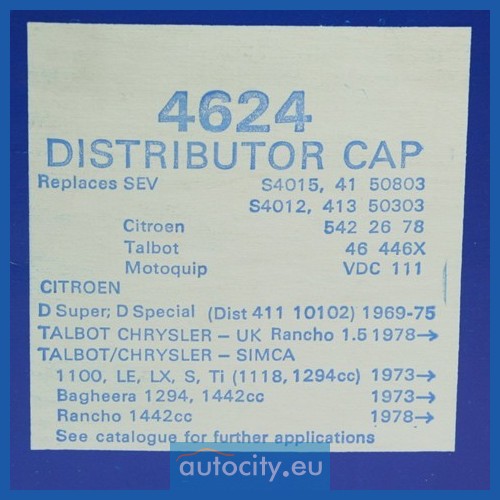 4624
DISTRIBUTOR CAP
Replaces SEV S4015, 41 50803
S4012, 413 50303
Citroen 542 26 78
Talbot 46 446X
Motoquip VDC 111
CITROEN
D Super; D Special (Dist 411 10102) 1969-75
TALBOT CHRYSLER – UK Rancho 1.5 1978→
TALBOT/CHRYSLER – SIMCA
1100, LE, LX, S, Ti (1118, 1294cc) 1973→
Bagheera 1294, 1442cc 1973→
Rancho 1442cc 1978→
See catalogue for further applications
autocity.eu